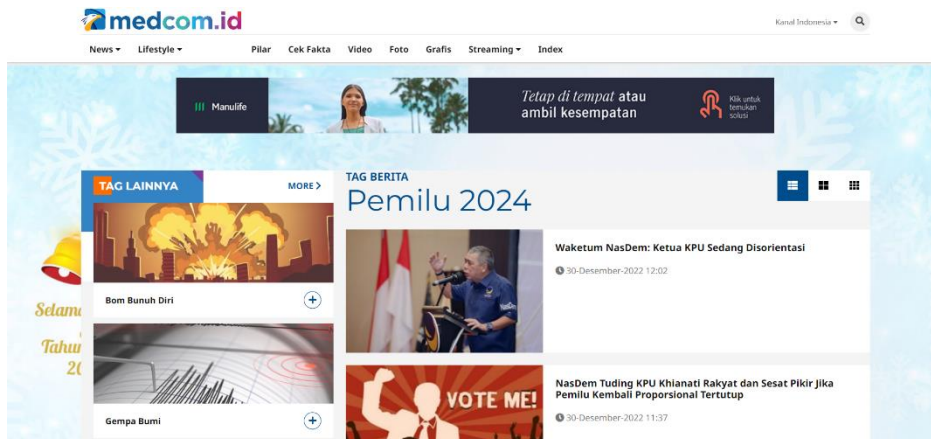 medcom.id
Kanal Indonesia
News Lifestyle Pilar Cek Fakta Video Foto Grafis Streaming Index
Manulife
Tetap di tempat atau
ambil kesempatan
Klik untuk
temukan
solusi
TAG LAINNYA
MORE >
Bom Bunuh Diri
Gempa Bumi
TAG BERITA
Pemilu 2024
Waketum NasDem: Ketua KPU Sedang Disorientasi
30-Desember-2022 12:02
VOTE ME!
NasDem Tuding KPU Khianati Rakyat dan Sesat Pikir Jika
Pemilu Kembali Proporsional Tertutup
30-Desember-2022 11:37